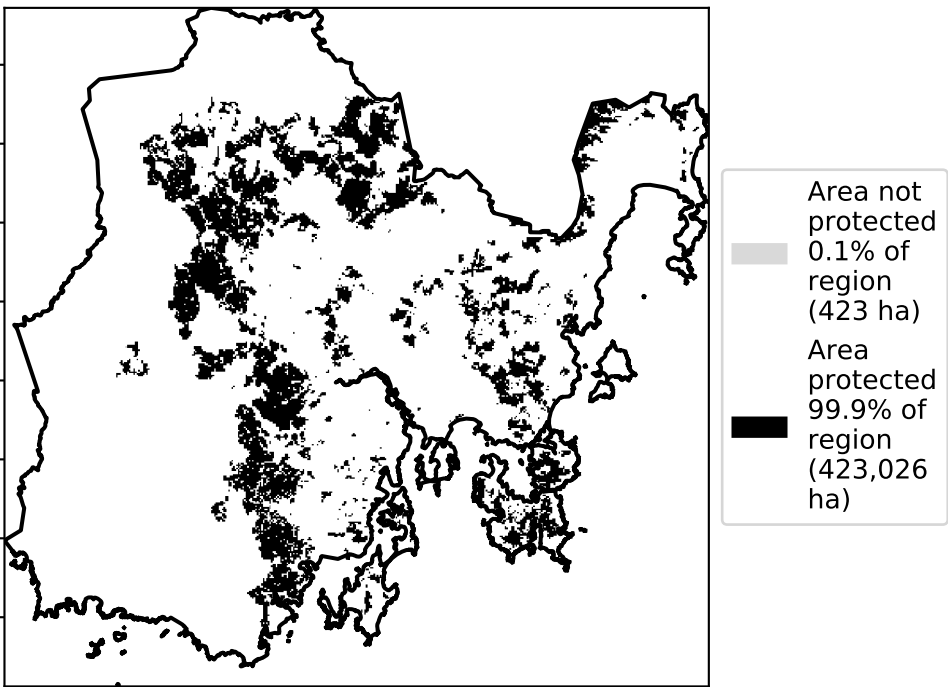 Area not
protected
0.1% of
region
(423 ha)
Area
protected
99.9% of
region
(423,026
ha)